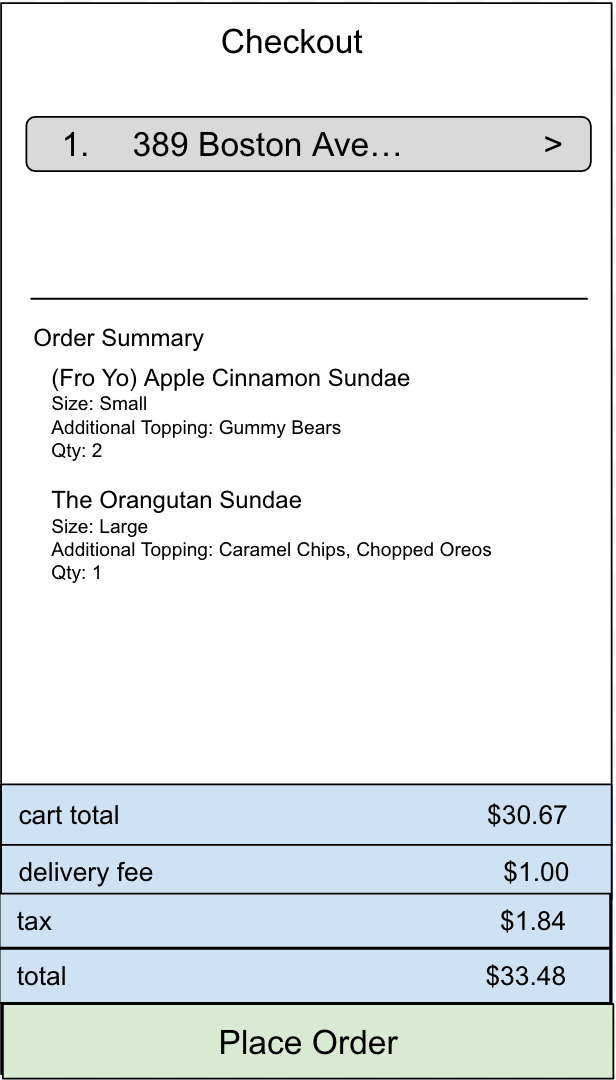 Checkout
1. 389 Boston Ave… >
Order Summary
(Fro Yo) Apple Cinnamon Sundae
Size: Small
Additional Topping: Gummy Bears
Qty: 2
The Orangutan Sundae
Size: Large
Additional Topping: Caramel Chips, Chopped Oreos
Qty: 1
cart total $30.67
delivery fee $1.00
tax $1.84
total $33.48
Place Order